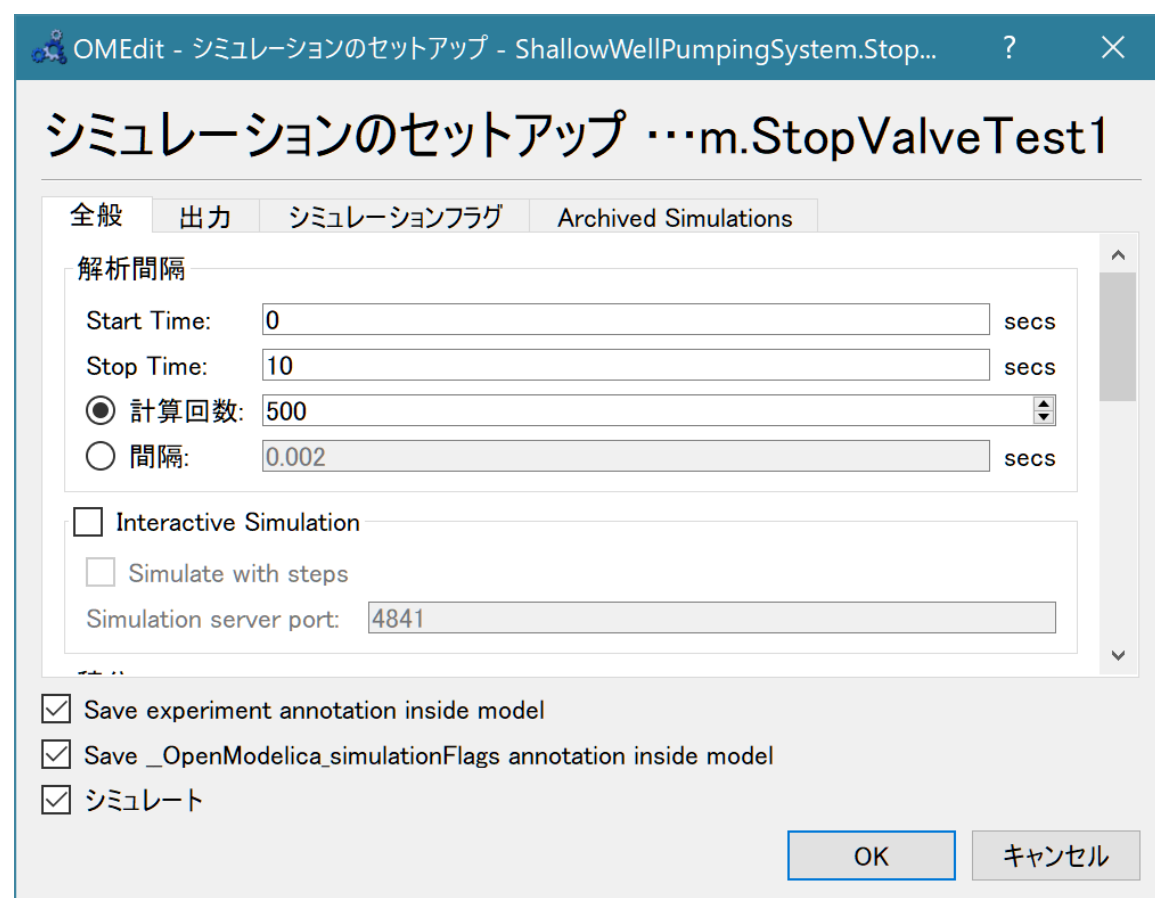 OMEdit - シミュレーションのセットアップ - ShallowWellPumpingSystem.Stop... ?
シミュレーションのセットアップ …m.StopValveTest1
全般 出力 シミュレーションフラグ Archived Simulations
解析間隔
Start Time: 0 secs
Stop Time: 10 secs
計算回数: 500
間隔: 0.002 secs
Interactive Simulation
Simulate with steps
Simulation server port: 4841
Save experiment annotation inside model
Save _OpenModelica_simulationFlags annotation inside model
シミュレート
OK キャンセル